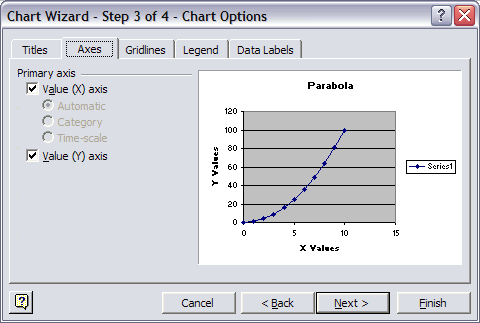 Chart Wizard - Step 3 of 4 - Chart Options
Titles Axes Gridlines Legend Data Labels
Primary axis
Value (X) axis
Automatic
Category
Time-scale
Value (Y) axis
Parabola
120
100
80
60
40
20
0
Y Values
0 5 10 15
X Values
Series1
? Cancel < Back Next > Finish